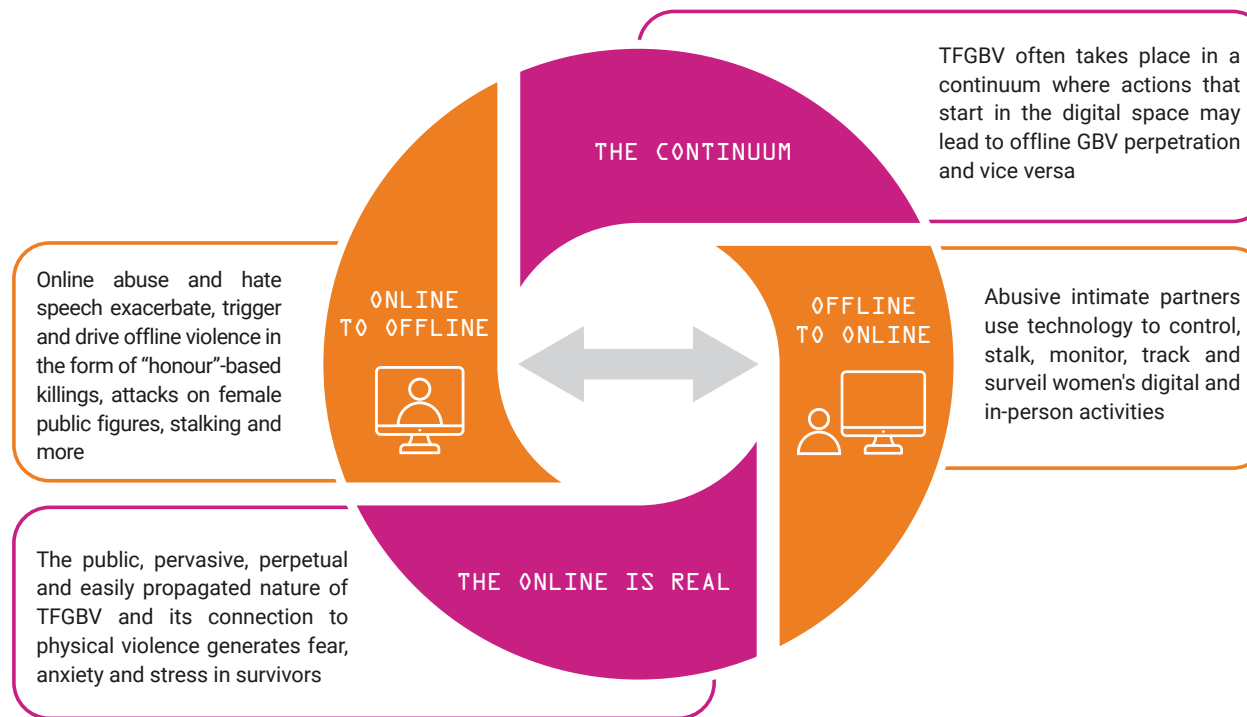 THE CONTINUUM
TFGBV often takes place in a
continuum where actions that
start in the digital space may
lead to offline GBV perpetration
and vice versa
ONLINE
TO OFFLINE
Online abuse and hate
speech exacerbate, trigger
and drive offline violence in
the form of “honour”-based
killings, attacks on female
public figures, stalking and
more
OFFLINE
TO ONLINE
Abusive intimate partners
use technology to control,
stalk, monitor, track and
surveil women's digital and
in-person activities
THE ONLINE IS REAL
The public, pervasive, perpetual
and easily propagated nature of
TFGBV and its connection to
physical violence generates fear,
anxiety and stress in survivors